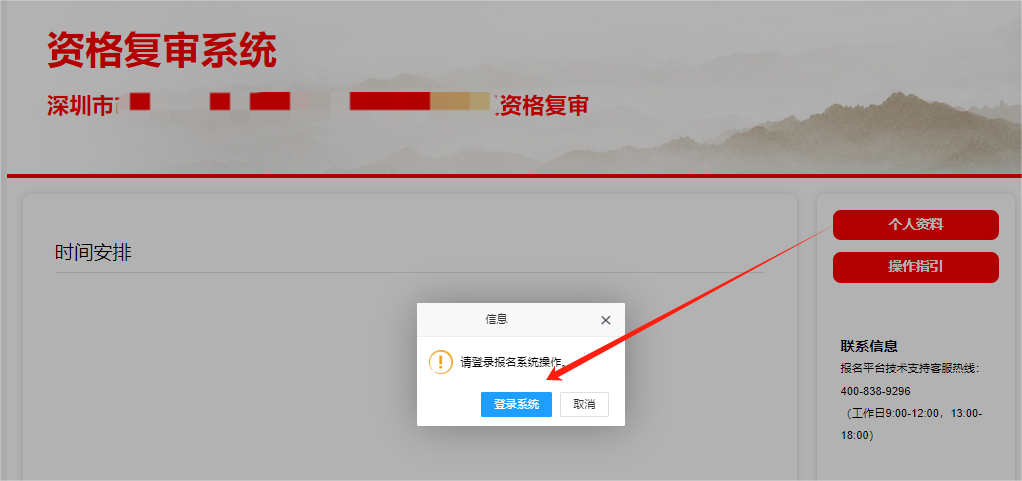 资格复审系统
深圳市
资格复审
个人资料
操作指引
时间安排
信息
请登录报名系统操作。
登录系统 取消
联系信息
报名平台技术支持客服热线：
400-838-9296
（工作日9:00-12:00，13:00-
18:00）